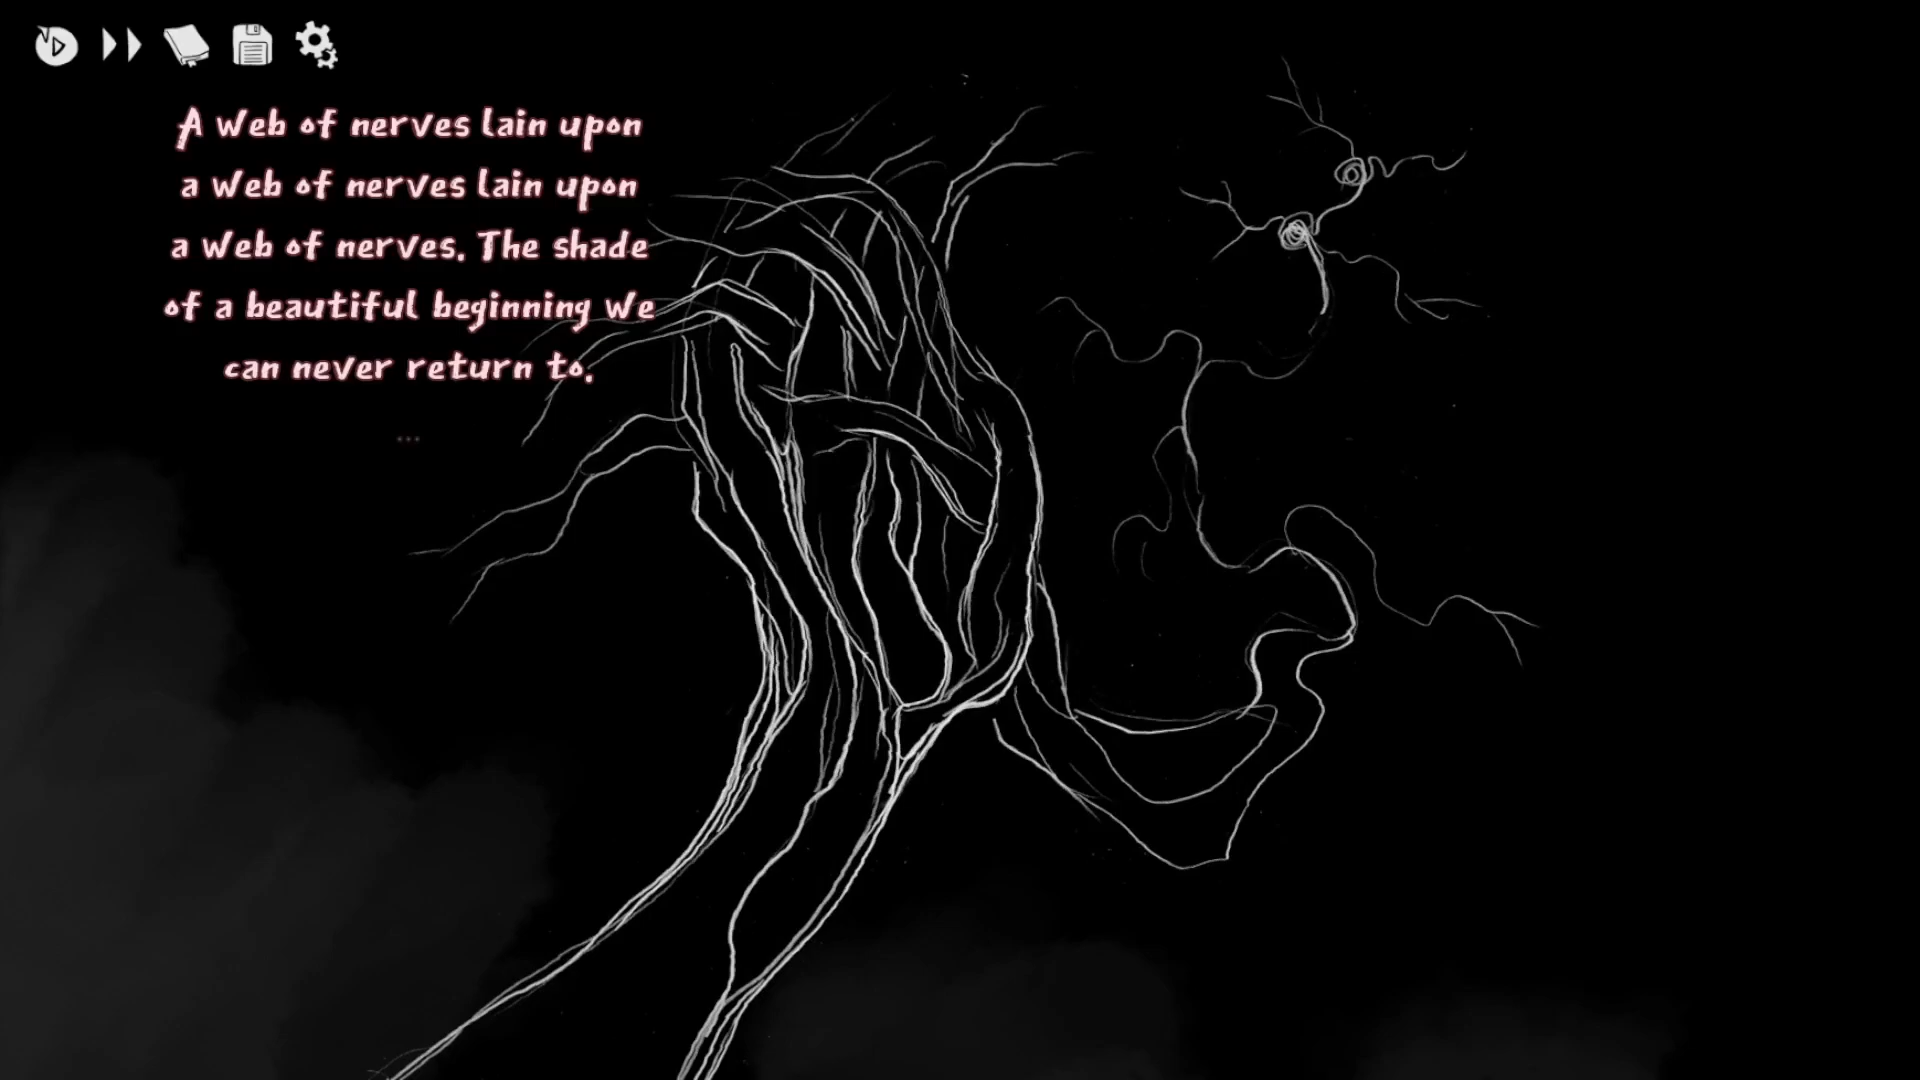 A web of nerves lain upon
a web of nerves lain upon
a web of nerves. The shade
of a beautiful beginning we
can never return to.
...